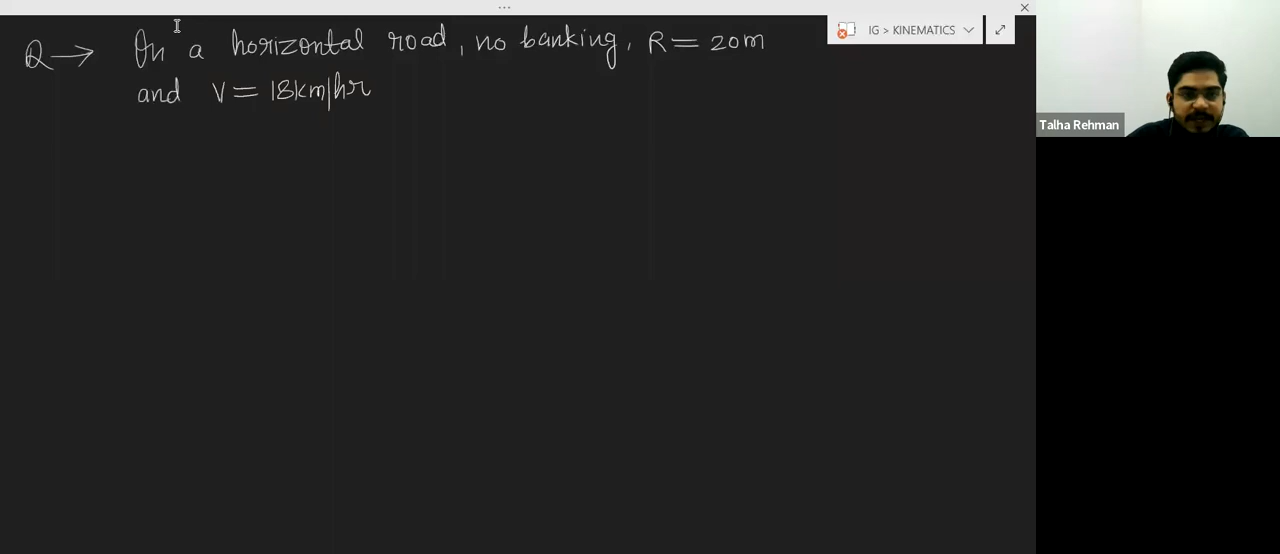 IG > KINEMATICS
Q→ On a horizontal road, no banking, R = 20m
and V = 18km/hr
Talha Rehman